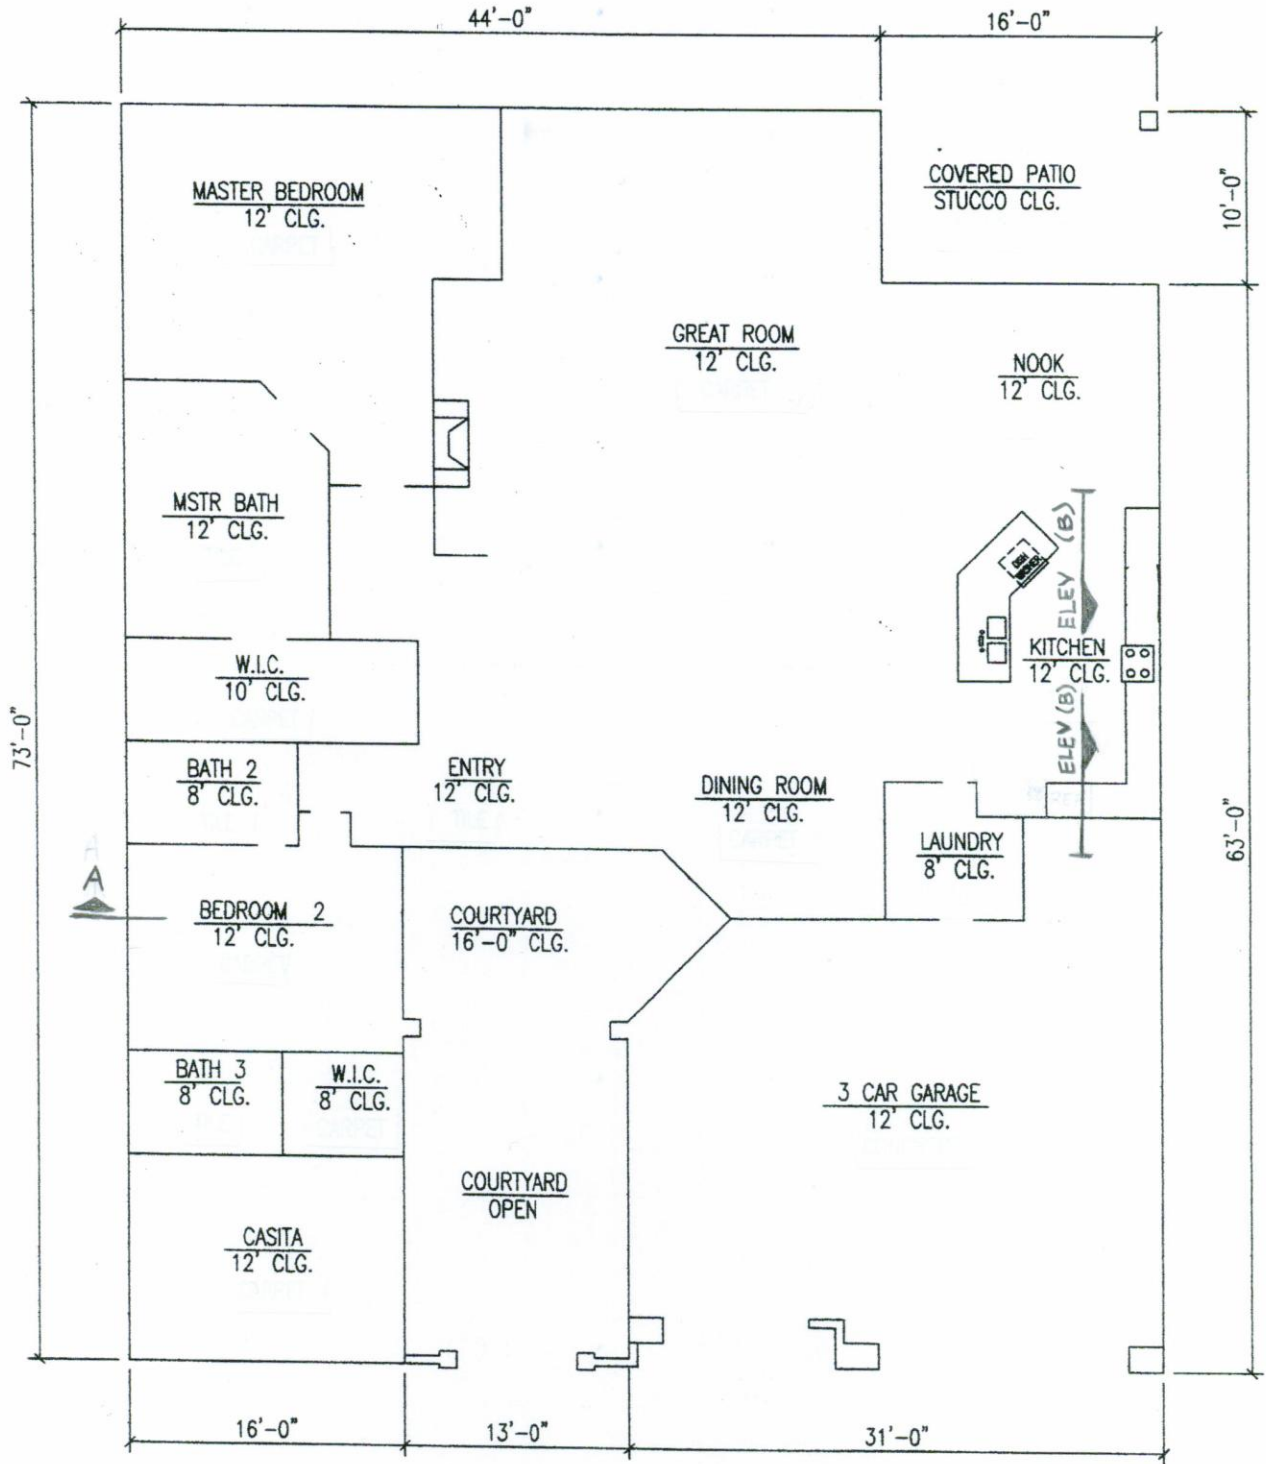 44'-0"
16'-0"
MASTER BEDROOM
12' CLG.
COVERED PATIO
STUCCO CLG.
10'-0"
GREAT ROOM
12' CLG.
NOOK
12' CLG.
MSTR BATH
12' CLG.
ELEV (B)
DISH
WASHER
KITCHEN
12' CLG.
W.I.C.
10' CLG.
ELEV (B)
73'-0"
BATH 2
8' CLG.
ENTRY
12' CLG.
DINING ROOM
12' CLG.
LAUNDRY
8' CLG.
63'-0"
A
A
BEDROOM 2
12' CLG.
COURTYARD
16'-0" CLG.
BATH 3
8' CLG.
W.I.C.
8' CLG.
3 CAR GARAGE
12' CLG.
COURTYARD
OPEN
CASITA
12' CLG.
16'-0"
13'-0"
31'-0"